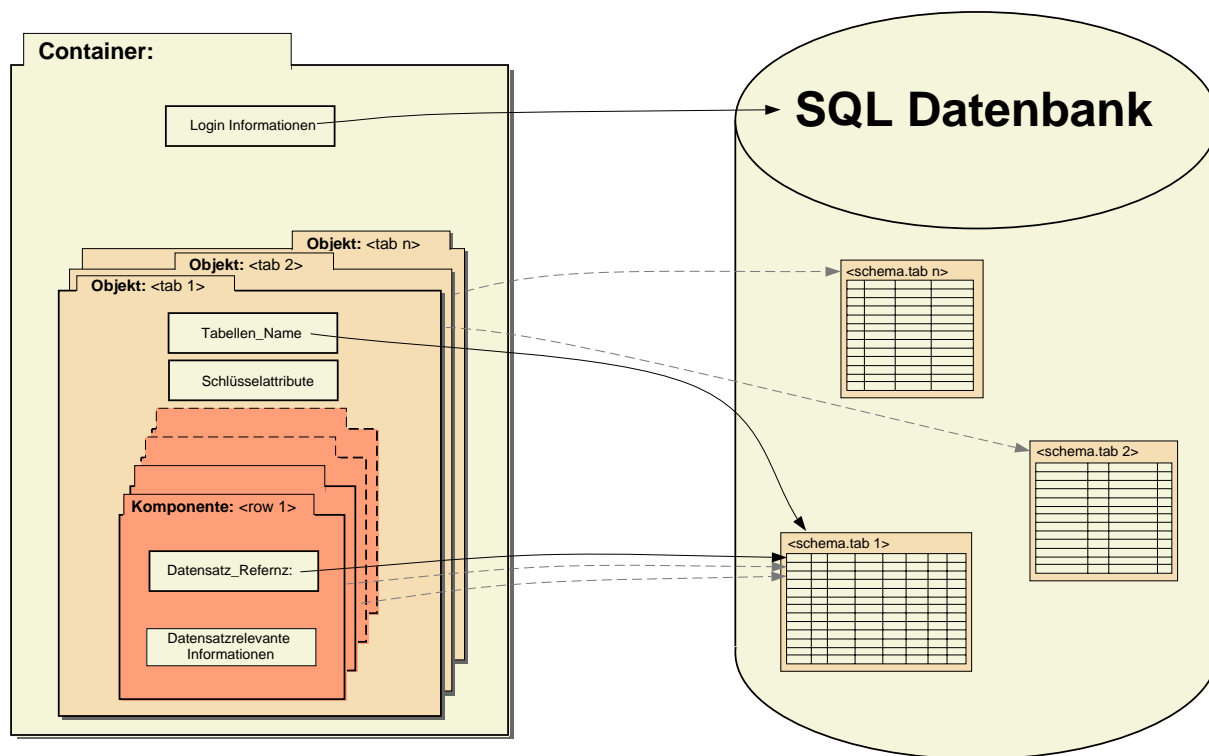 Container:
Login Informationen
Objekt: <tab n>
Objekt: <tab 2>
Objekt: <tab 1>
Tabellen_Name
Schlüsselattribute
Komponente: <row 1>
Datensatz_Refernz:
Datensatzrelevante
Informationen
SQL Datenbank
<schema.tab n>
<schema.tab 2>
<schema.tab 1>